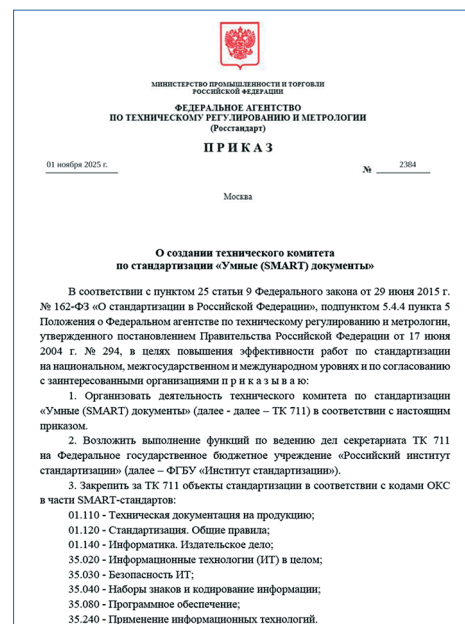 МИНИСТЕРСТВО ПРОМЫШЛЕННОСТИ И ТОРГОВЛИ
РОССИЙСКОЙ ФЕДЕРАЦИИ
ФЕДЕРАЛЬНОЕ АГЕНТСТВО
ПО ТЕХНИЧЕСКОМУ РЕГУЛИРОВАНИЮ И МЕТРОЛОГИИ
(Росстандарт)
ПРИКАЗ
01 ноября 2025 г. № 2384
Москва
О создании технического комитета
по стандартизации «Умные (SMART) документы»
В соответствии с пунктом 25 статьи 9 Федерального закона от 29 июня 2015 г.
№ 162-ФЗ «О стандартизации в Российской Федерации», подпунктом 5.4.4 пункта 5
Положения о Федеральном агентстве по техническому регулированию и метрологии,
утвержденного постановлением Правительства Российской Федерации от 17 июня
2004 г. № 294, в целях повышения эффективности работ по стандартизации
на национальном, межгосударственном и международном уровнях и по согласованию
с заинтересованными организациями п р и к а з ы в а ю:
1. Организовать деятельность технического комитета по стандартизации
«Умные (SMART) документы» (далее - далее – ТК 711) в соответствии с настоящим
приказом.
2. Возложить выполнение функций по ведению дел секретариата ТК 711
на Федеральное государственное бюджетное учреждение «Российский институт
стандартизации» (далее – ФГБУ «Институт стандартизации»).
3. Закрепить за ТК 711 объекты стандартизации в соответствии с кодами ОКС
в части SMART-стандартов:
01.110 - Техническая документация на продукцию;
01.120 - Стандартизация. Общие правила;
01.140 - Информатика. Издательское дело;
35.020 - Информационные технологии (ИТ) в целом;
35.030 - Безопасность ИТ;
35.040 - Наборы знаков и кодирование информации;
35.080 - Программное обеспечение;
35.240 - Применение информационных технологий.